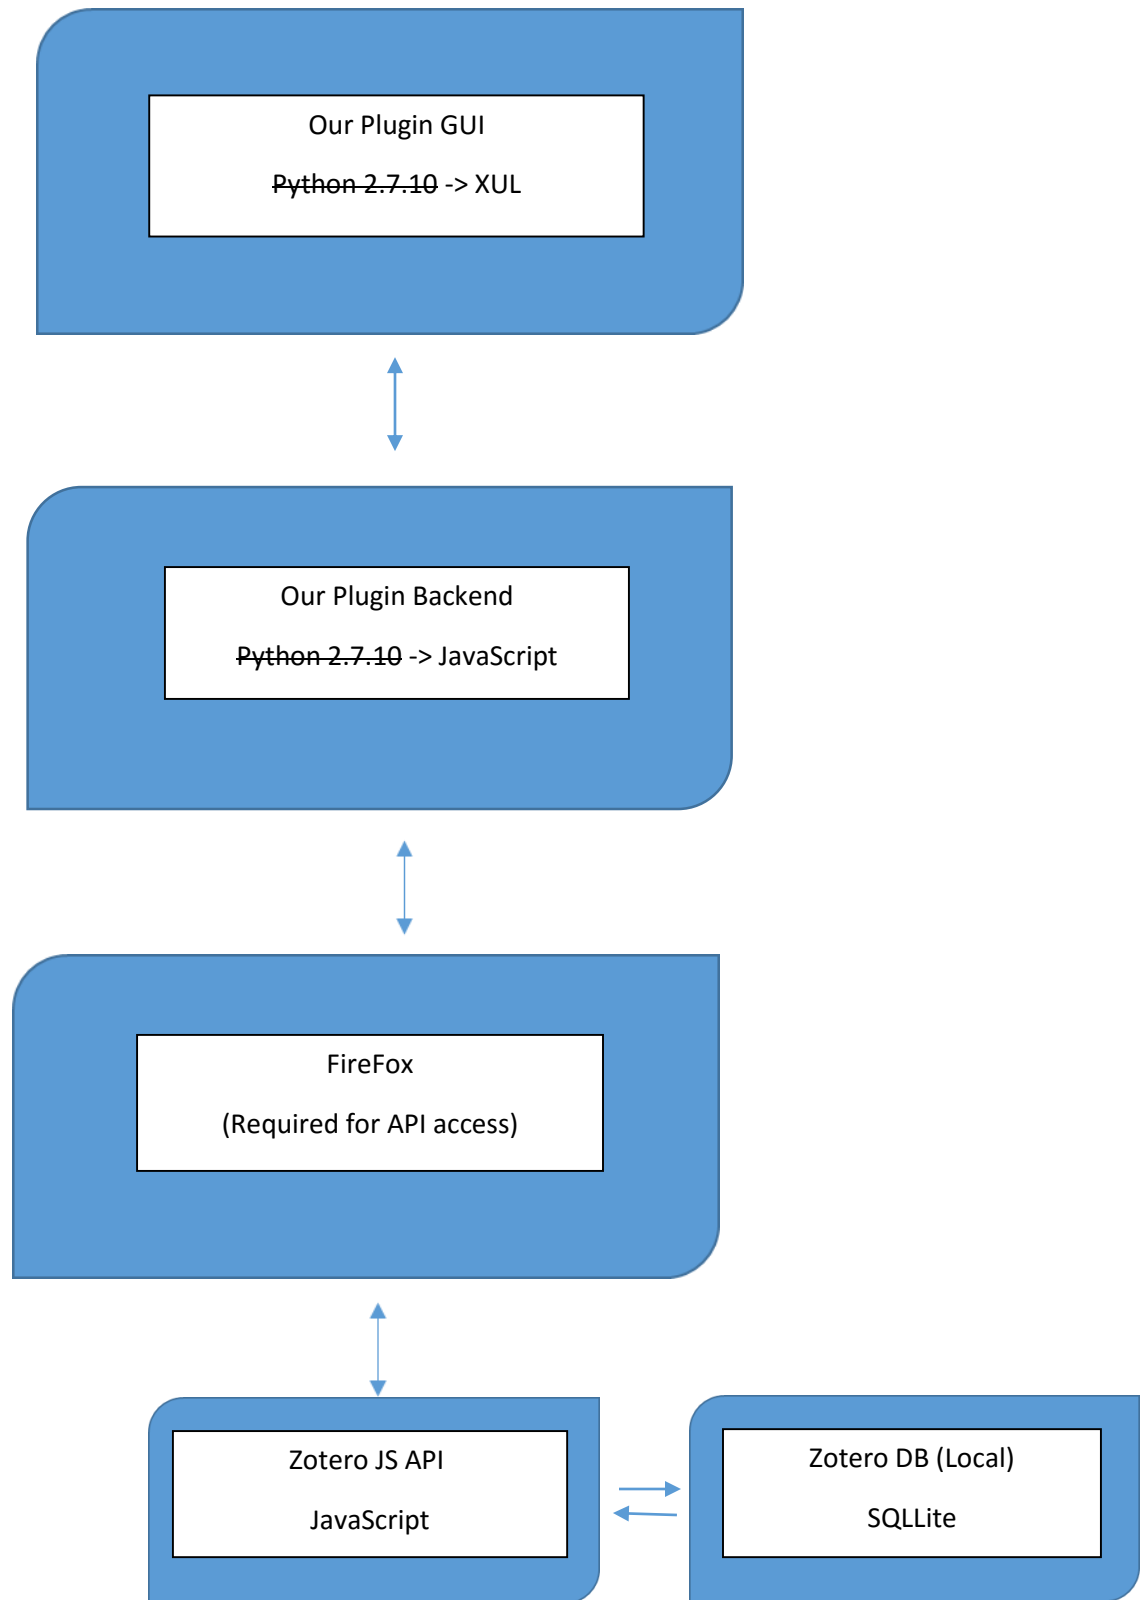 Our Plugin GUI
Python 2.7.10 -> XUL
Our Plugin Backend
Python 2.7.10 -> JavaScript
FireFox
(Required for API access)
Zotero JS API
JavaScript
Zotero DB (Local)
SQLLite